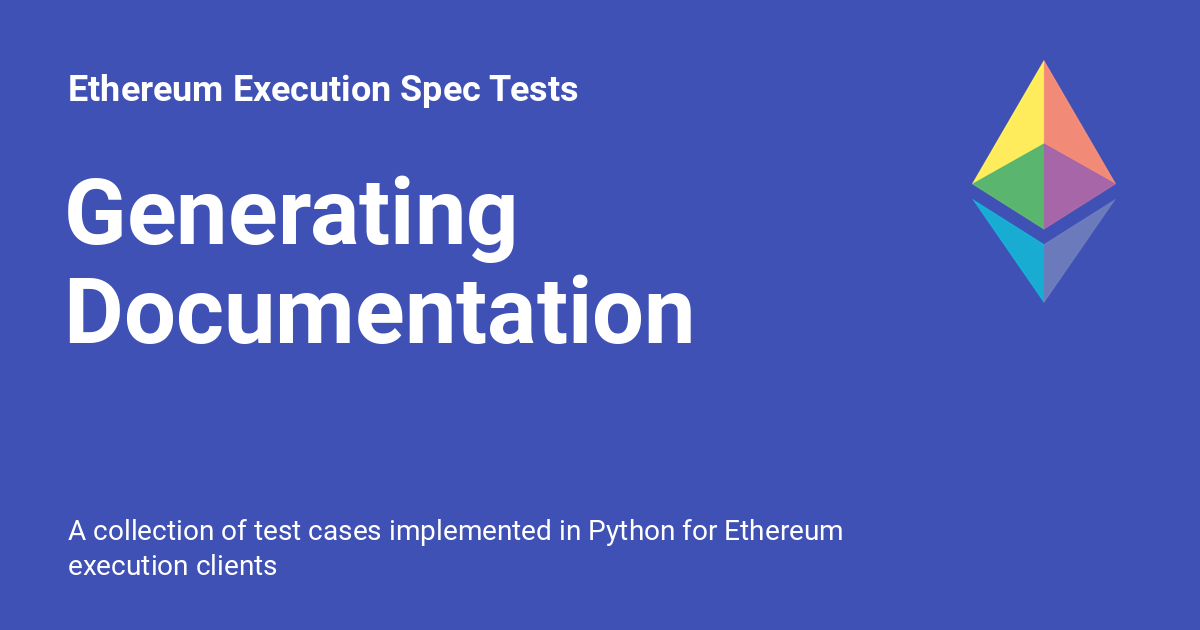 Ethereum Execution Spec Tests
Generating
Documentation
A collection of test cases implemented in Python for Ethereum
execution clients